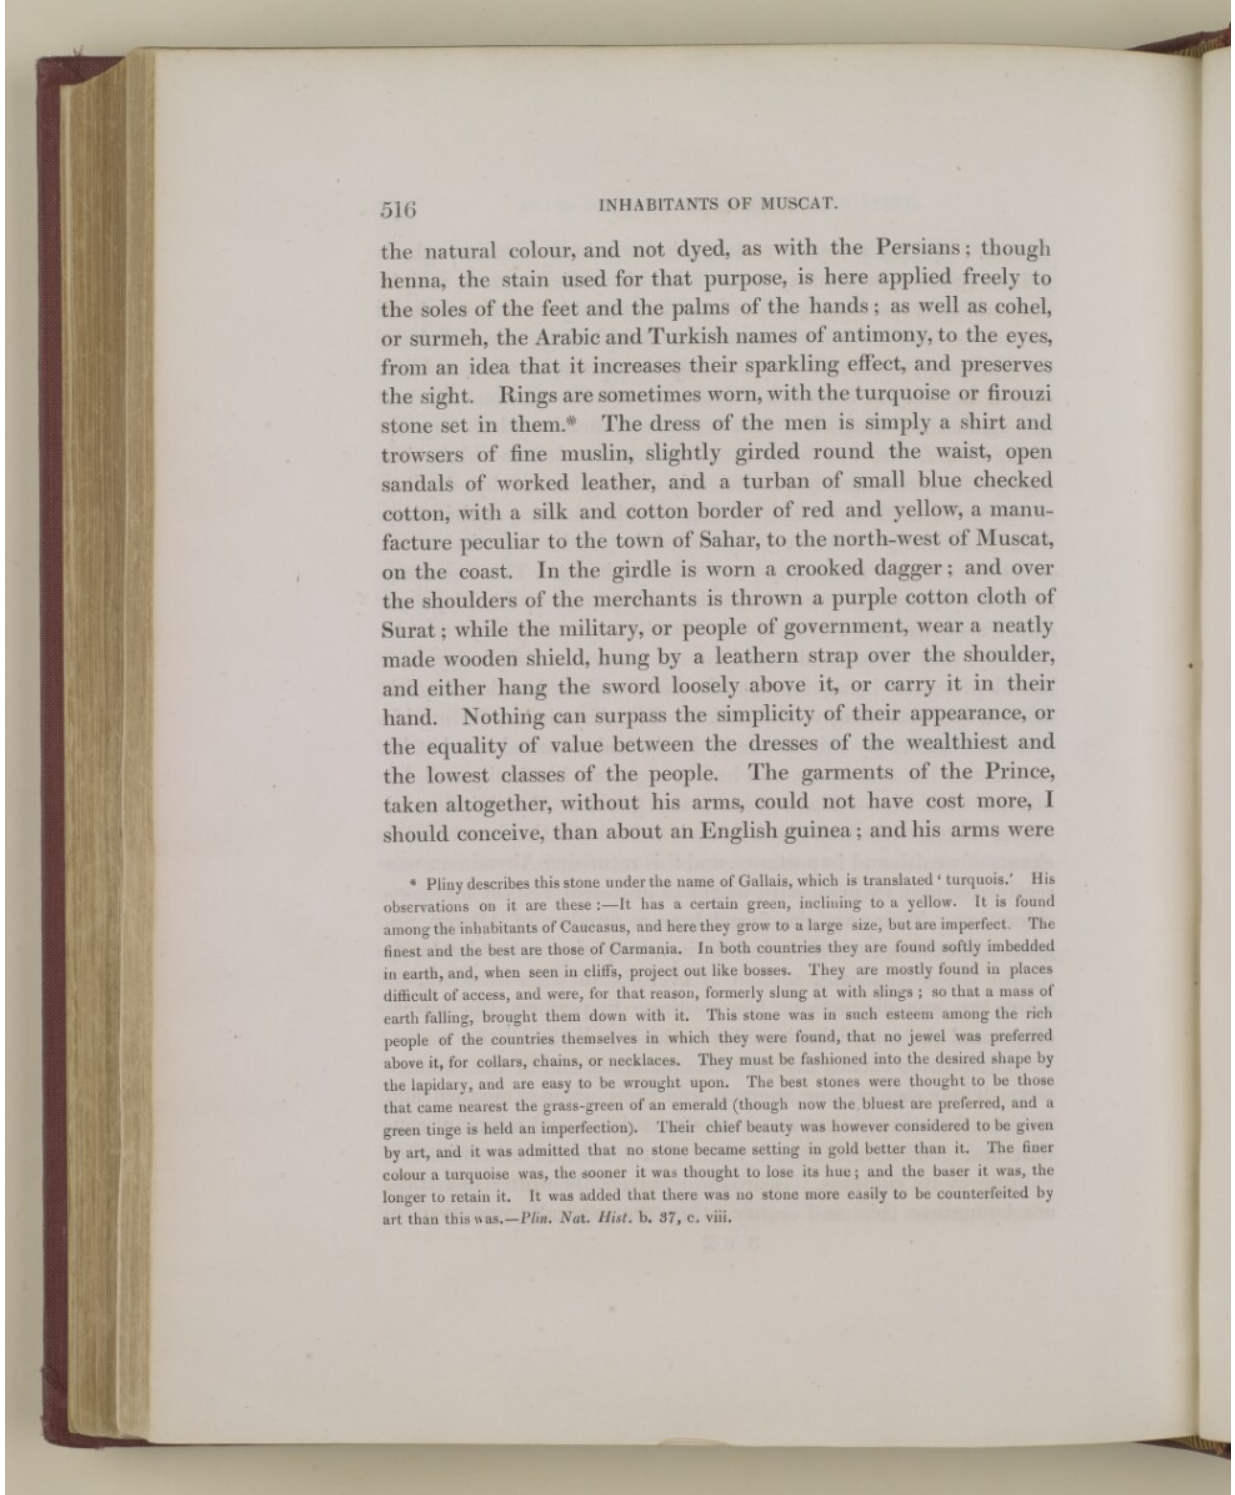 516
INHABITANTS OF MUSCAT.
the natural colour, and not dyed, as with the Persians; though
henna, the stain used for that purpose, is here applied freely to
the soles of the feet and the palms of the hands; as well as cohel,
or surmeh, the Arabic and Turkish names of antimony, to the eyes,
from an idea that it increases their sparkling effect, and preserves
the sight. Rings are sometimes worn, with the turquoise or firouzi
stone set in them.* The dress of the men is simply a shirt and
trowsers of fine muslin, slightly girded round the waist, open
sandals of worked leather, and a turban of small blue checked
cotton, with a silk and cotton border of red and yellow, a manu-
facture peculiar to the town of Sahar, to the north-west of Muscat,
on the coast. In the girdle is worn a crooked dagger; and over
the shoulders of the merchants is thrown a purple cotton cloth of
Surat; while the military, or people of government, wear a neatly
made wooden shield, hung by a leathern strap over the shoulder,
and either hang the sword loosely above it, or carry it in their
hand. Nothing can surpass the simplicity of their appearance, or
the equality of value between the dresses of the wealthiest and
the lowest classes of the people. The garments of the Prince,
taken altogether, without his arms, could not have cost more, I
should conceive, than about an English guinea; and his arms were
* Pliny describes this stone under the name of Gallais, which is translated ‘ turquois.’ His
observations on it are these:—It has a certain green, inclining to a yellow. It is found
among the inhabitants of Caucasus, and here they grow to a large size, but are imperfect. The
finest and the best are those of Carmania. In both countries they are found softly imbedded
in earth, and, when seen in cliffs, project out like bosses. They are mostly found in places
difficult of access, and were, for that reason, formerly slung at with slings; so that a mass of
earth falling, brought them down with it. This stone was in such esteem among the rich
people of the countries themselves in which they were found, that no jewel was preferred
above it, for collars, chains, or necklaces. They must be fashioned into the desired shape by
the lapidary, and are easy to be wrought upon. The best stones were thought to be those
that came nearest the grass-green of an emerald (though now the bluest are preferred, and a
green tinge is held an imperfection). Their chief beauty was however considered to be given
by art, and it was admitted that no stone became setting in gold better than it. The finer
colour a turquoise was, the sooner it was thought to lose its hue; and the baser it was, the
longer to retain it. It was added that there was no stone more easily to be counterfeited by
art than this was.—Plin. Nat. Hist. b. 37, c. viii.